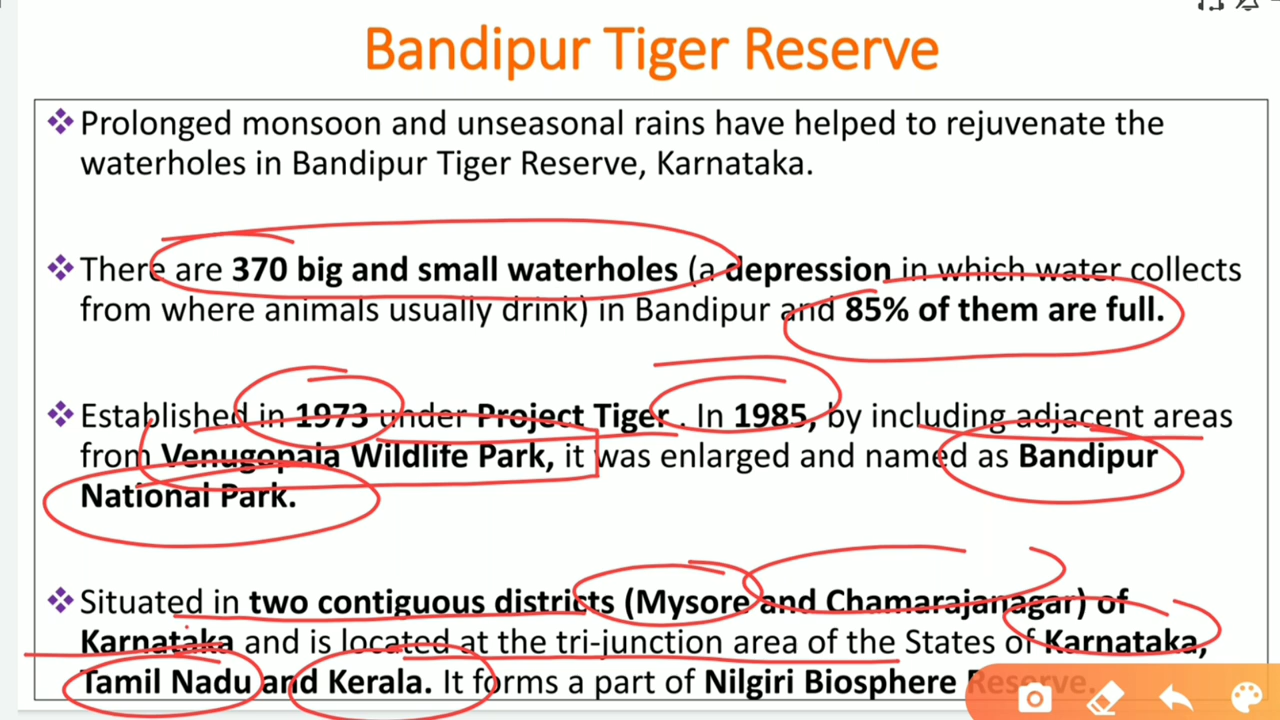 Bandipur Tiger Reserve
❖Prolonged monsoon and unseasonal rains have helped to rejuvenate the
waterholes in Bandipur Tiger Reserve, Karnataka.
❖There are 370 big and small waterholes (a depression in which water collects
from where animals usually drink) in Bandipur and 85% of them are full.
❖Established in 1973 under Project Tiger . In 1985, by including adjacent areas
from Venugopala Wildlife Park, it was enlarged and named as Bandipur
National Park.
❖Situated in two contiguous districts (Mysore and Chamarajanagar) of
Karnataka and is located at the tri-junction area of the States of Karnataka,
Tamil Nadu and Kerala. It forms a part of Nilgiri Biosphere Reserve.